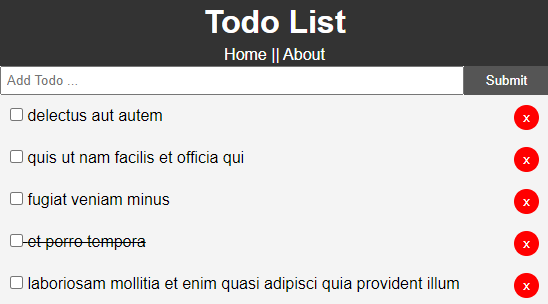 Todo List
Home || About
Add Todo ...
Submit
delectus aut autem
x
quis ut nam facilis et officia qui
x
fugiat veniam minus
x
et porro tempora
x
laboriosam mollitia et enim quasi adipisci quia provident illum
x